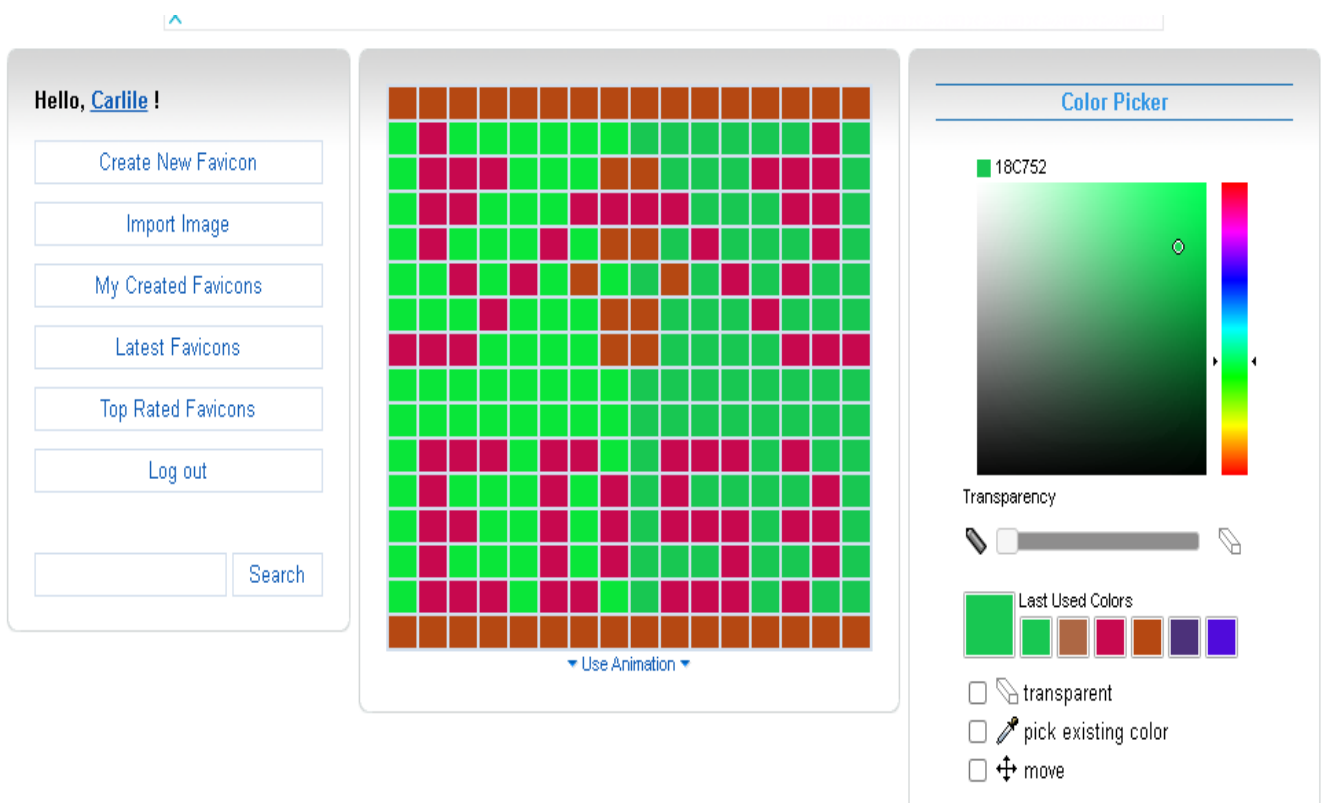 Hello, Carlile !
Create New Favicon
Import Image
My Created Favicons
Latest Favicons
Top Rated Favicons
Log out
Search
EDS3
Use Animation
Color Picker
18C752
Transparency
Last Used Colors
transparent
pick existing color
move